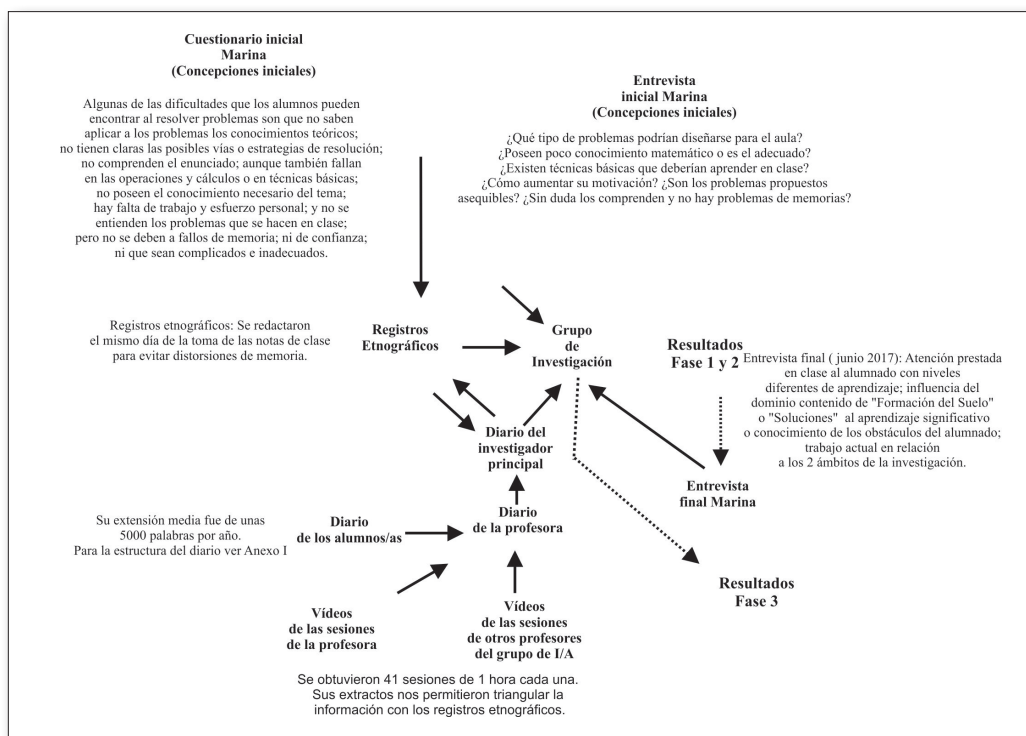 Cuestionario inicial
Marina
(Concepciones iniciales)
Algunas de las dificultades que los alumnos pueden
encontrar al resolver problemas son que no saben
aplicar a los problemas los conocimientos teóricos;
no tienen claras las posibles vías o estrategias de resolución;
no comprenden el enunciado; aunque también fallan
en las operaciones y cálculos o en técnicas básicas;
no poseen el conocimiento necesario del tema;
hay falta de trabajo y esfuerzo personal; y no se
entienden los problemas que se hacen en clase;
pero no se deben a fallos de memoria; ni de confianza;
ni que sean complicados e inadecuados.
Entrevista
inicial Marina
(Concepciones iniciales)
¿Qué tipo de problemas podrían diseñarse para el aula?
¿Poseen poco conocimiento matemático o es el adecuado?
¿Existen técnicas básicas que deberían aprender en clase?
¿Cómo aumentar su motivación? ¿Son los problemas propuestos
asequibles? ¿Sin duda los comprenden y no hay problemas de memorias?
Registros etnográficos: Se redactaron
el mismo día de la toma de las notas de clase
para evitar distorsiones de memoria.
Registros
Etnográficos
Grupo
de
Investigación
Resultados
Fase 1 y 2
Entrevista final ( junio 2017): Atención prestada
en clase al alumnado con niveles
diferentes de aprendizaje; influencia del
dominio contenido de "Formación del Suelo"
o "Soluciones" al aprendizaje significativo
o conocimiento de los obstáculos del alumnado;
trabajo actual en relación
a los 2 ámbitos de la investigación.
Diario del
investigador
principal
Entrevista
final Marina
Su extensión media fue de unas
5000 palabras por año.
Para la estructura del diario ver Anexo I
Diario
de los alumnos/as
Diario
de la profesora
Resultados
Fase 3
Vídeos
de las sesiones
de la profesora
Vídeos
de las sesiones
de otros profesores
del grupo de I/A
Se obtuvieron 41 sesiones de 1 hora cada una.
Sus extractos nos permitieron triangular la
información con los registros etnográficos.